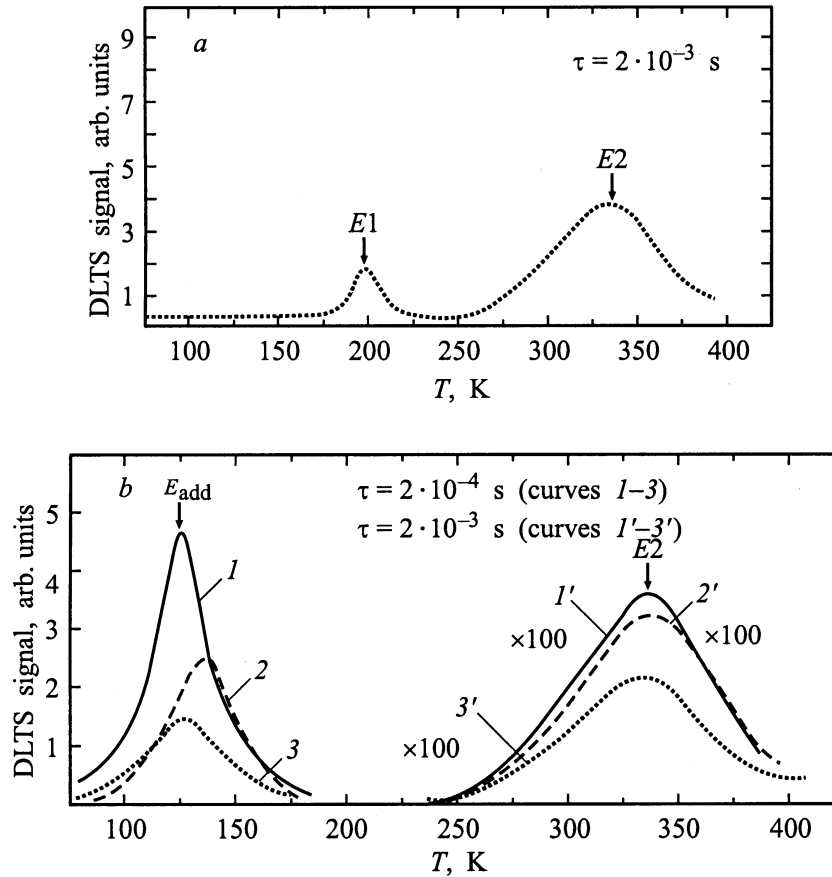 a
τ = 2 · 10⁻³ s
9
7
5
3
1
DLTS signal, arb. units
E1
E2
100 150 200 250 300 350 400
T, K
b
E_add
τ = 2 · 10⁻⁴ s (curves 1–3)
τ = 2 · 10⁻³ s (curves 1′–3′)
E2
5
4
3
2
1
DLTS signal, arb. units
1
2
3
1′
2′
×100
×100
3′
×100
100 150 200 250 300 350 400
T, K